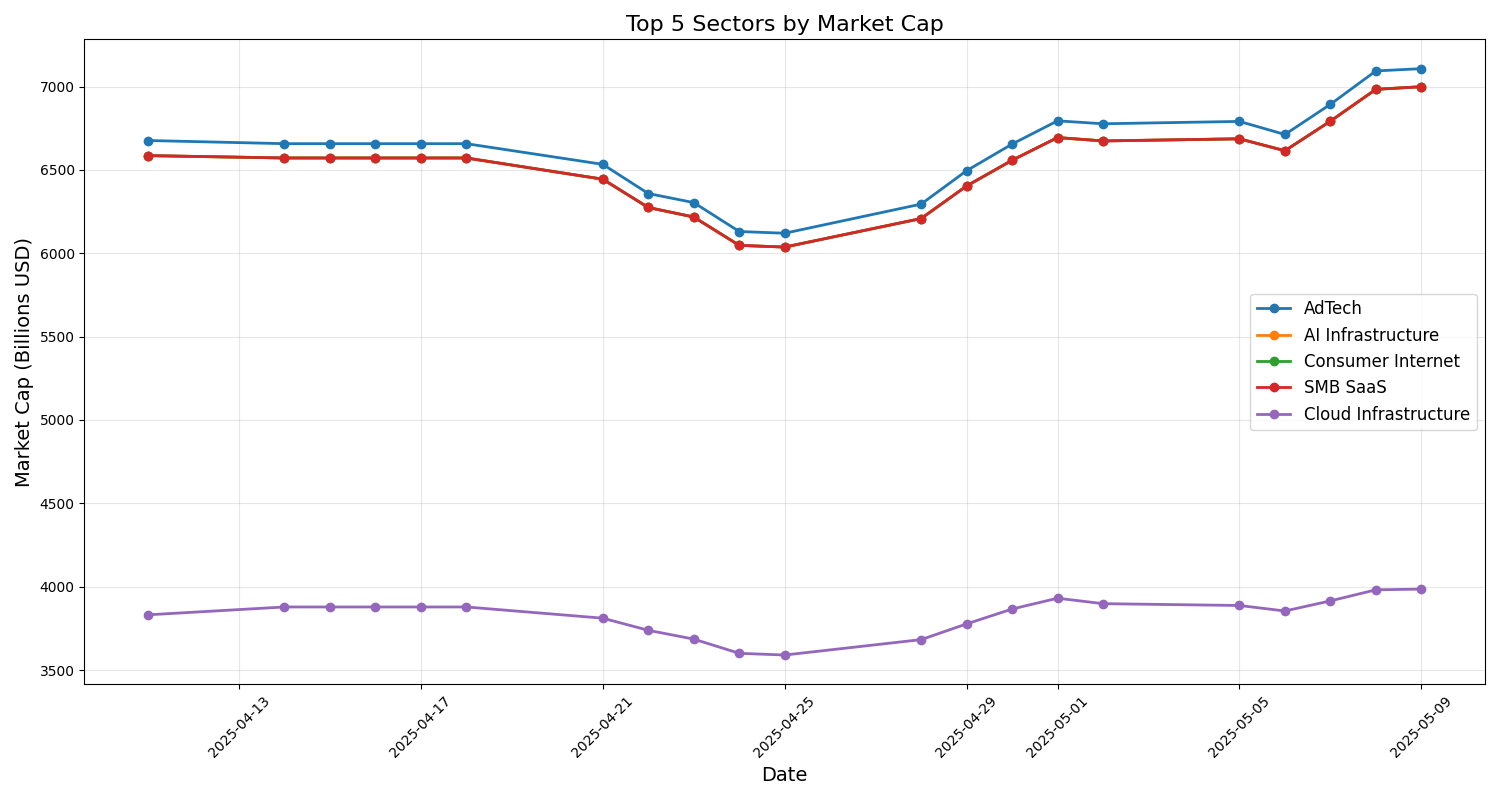 Top 5 Sectors by Market Cap
Market Cap (Billions USD)
7000
6500
6000
5500
5000
4500
4000
3500
AdTech
AI Infrastructure
Consumer Internet
SMB SaaS
Cloud Infrastructure
2025-04-13
2025-04-17
2025-04-21
2025-04-25
2025-04-29
2025-05-01
2025-05-05
2025-05-09
Date